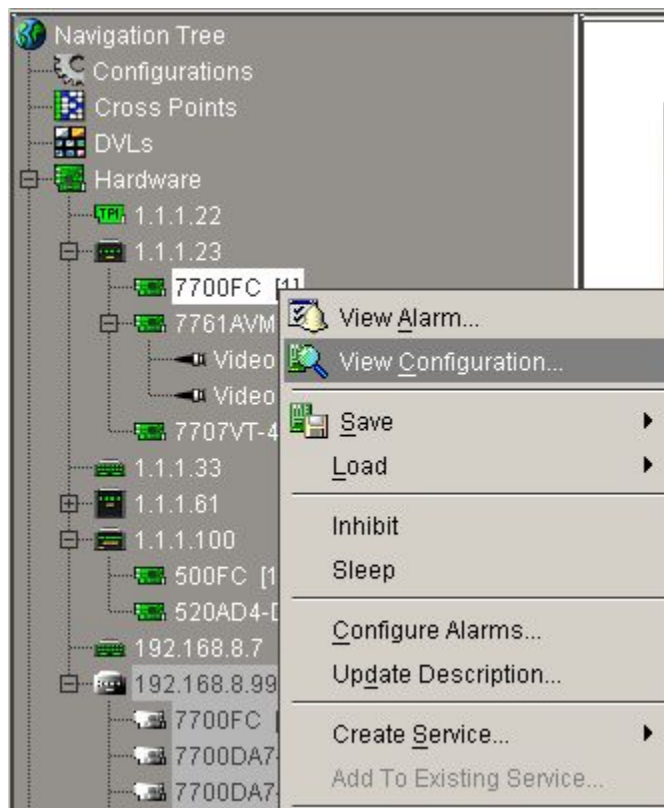 Navigation Tree
Configurations
Cross Points
DVLs
Hardware
TPI 1.1.1.22
1.1.1.23
7700FC [1]
7761AVM
Video
Video
7707VT-4
1.1.1.33
1.1.1.61
1.1.1.100
500FC [1
520AD4-D
192.168.8.7
192.168.8.99
7700FC [
7700DA7-
7700DA7-
View Alarm...
View Configuration...
Save
Load
Inhibit
Sleep
Configure Alarms...
Update Description...
Create Service...
Add To Existing Service...